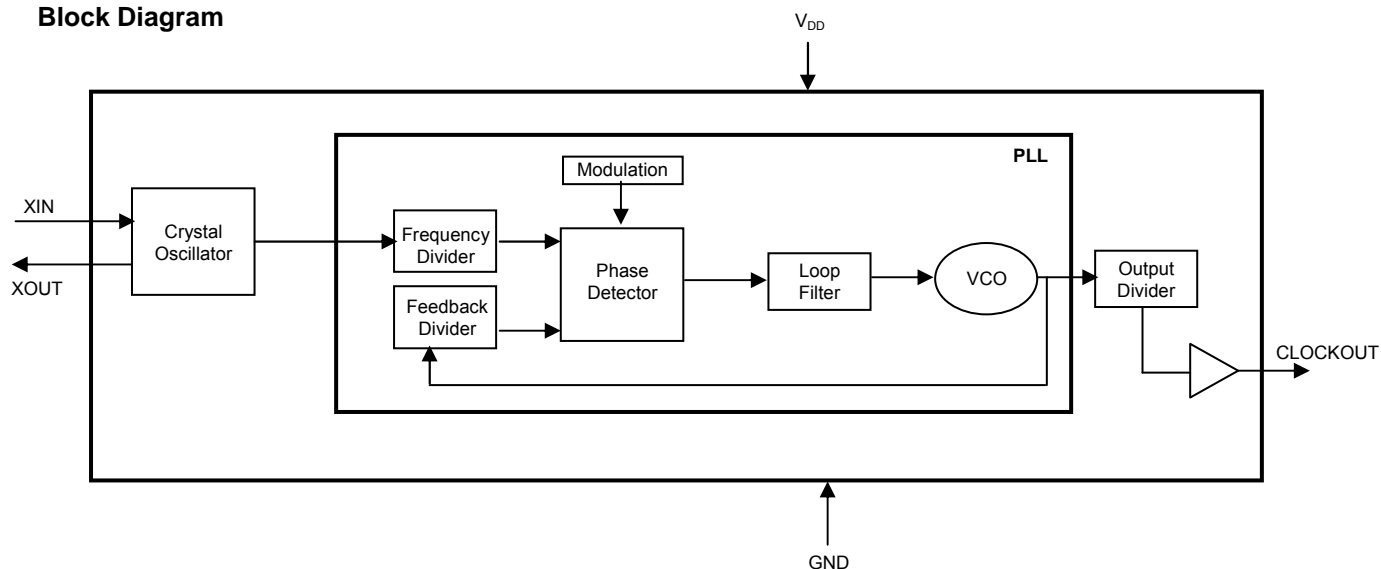 Block Diagram
VDD
PLL
Modulation
XIN
Crystal
Oscillator
XOUT
Frequency
Divider
Feedback
Divider
Phase
Detector
Loop
Filter
VCO
Output
Divider
CLOCKOUT
GND